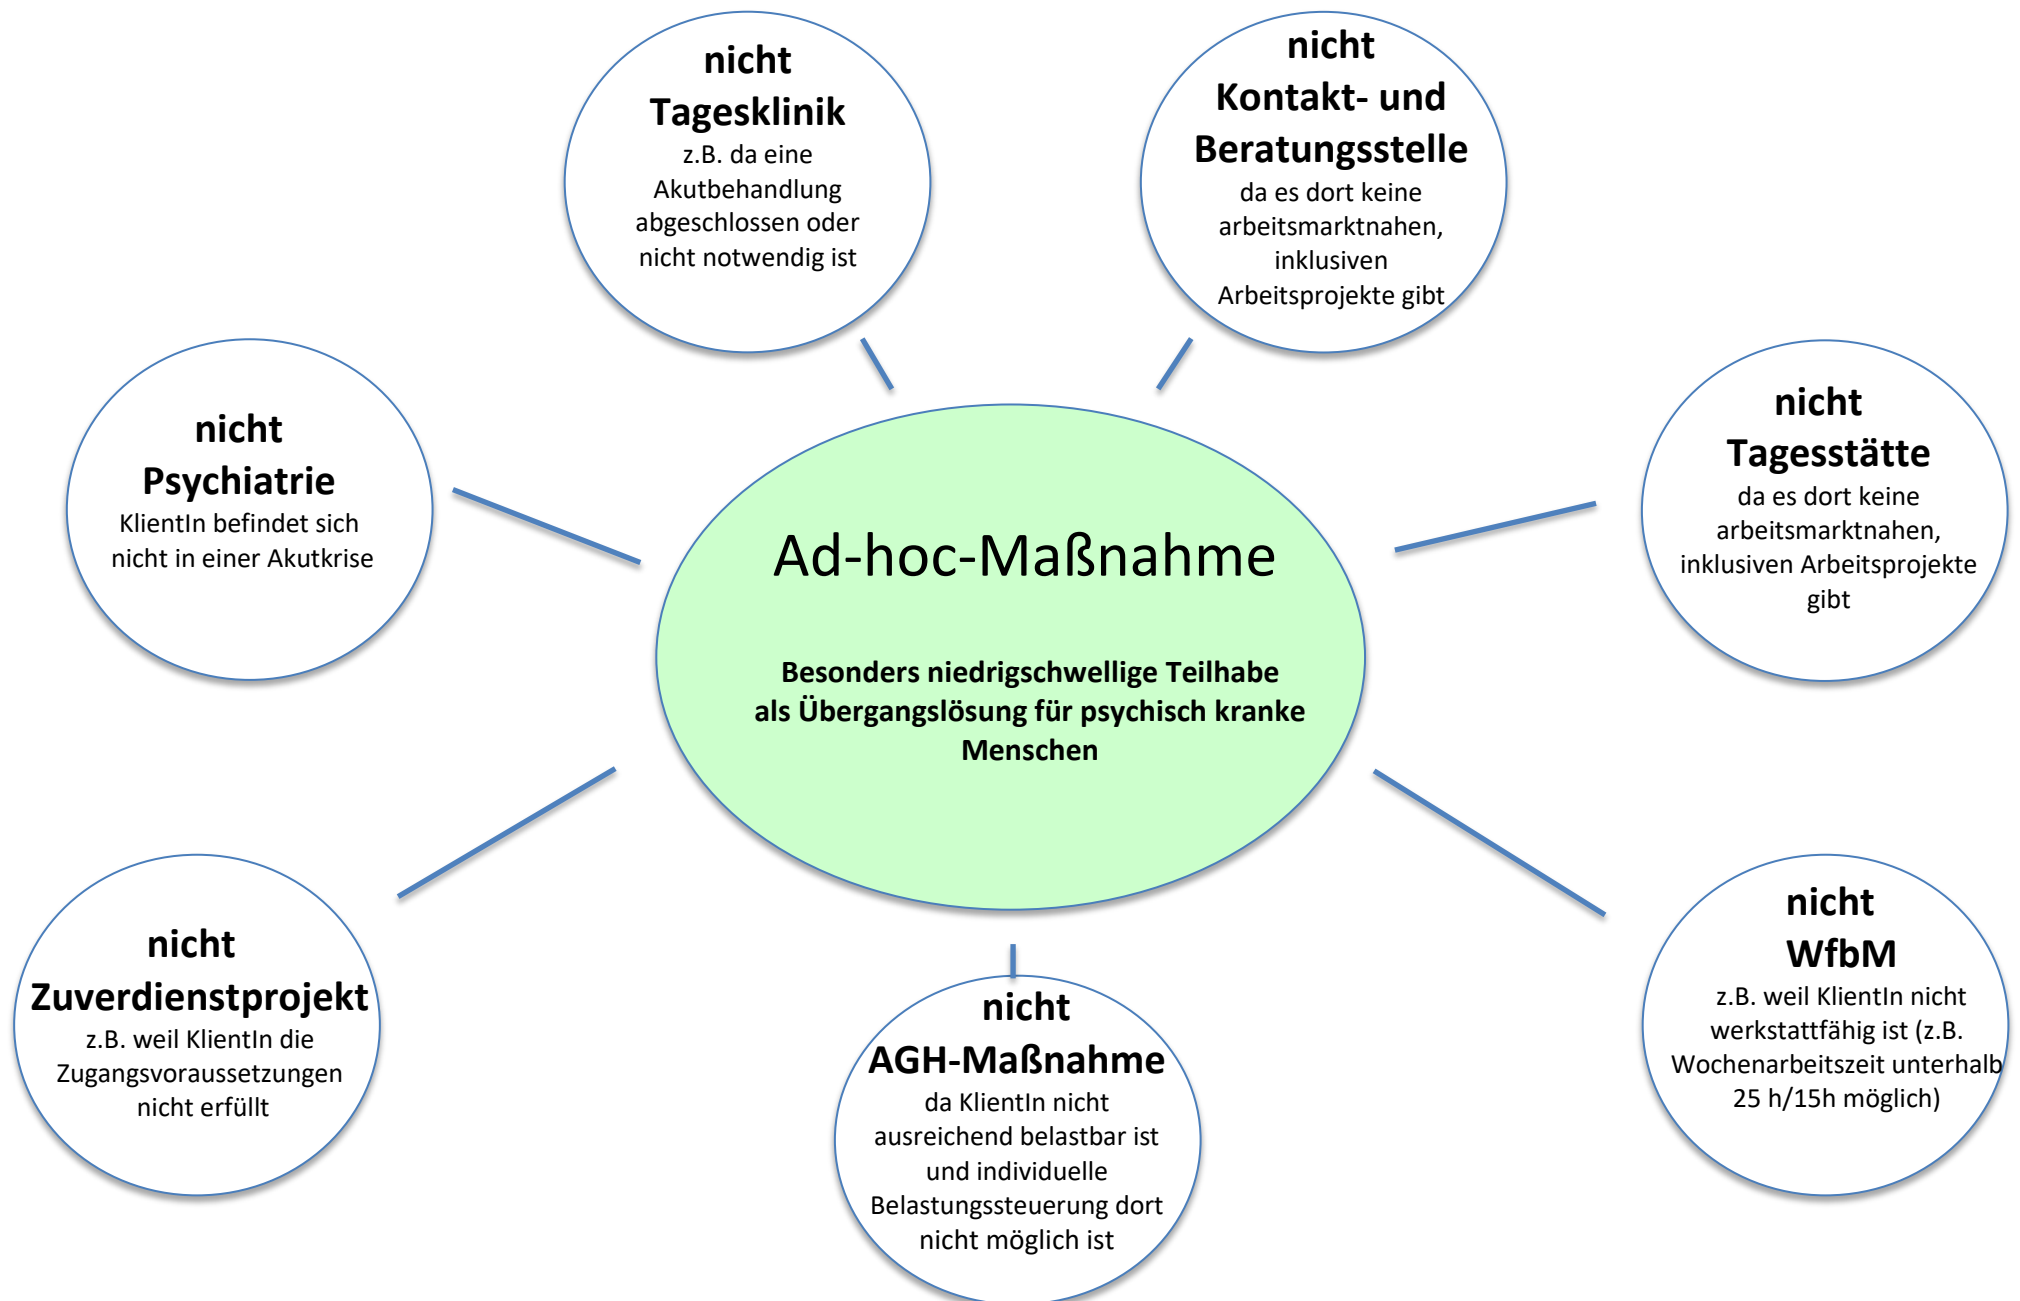 nicht
Tagesklinik
z.B. da eine
Akutbehandlung
abgeschlossen oder
nicht notwendig ist
nicht
Kontakt- und
Beratungsstelle
da es dort keine
arbeitsmarktnahen,
inklusiven
Arbeitsprojekte gibt
nicht
Psychiatrie
KlientIn befindet sich
nicht in einer Akutkrise
nicht
Tagesstätte
da es dort keine
arbeitsmarktnahen,
inklusiven Arbeitsprojekte
gibt
Ad-hoc-Maßnahme
Besonders niedrigschwellige Teilhabe
als Übergangslösung für psychisch kranke
Menschen
nicht
Zuverdienstprojekt
z.B. weil KlientIn die
Zugangsvoraussetzungen
nicht erfüllt
nicht
AGH-Maßnahme
da KlientIn nicht
ausreichend belastbar ist
und individuelle
Belastungssteuerung dort
nicht möglich ist
nicht
WfbM
z.B. weil KlientIn nicht
werkstattfähig ist (z.B.
Wochenarbeitszeit unterhalb
25 h/15h möglich)